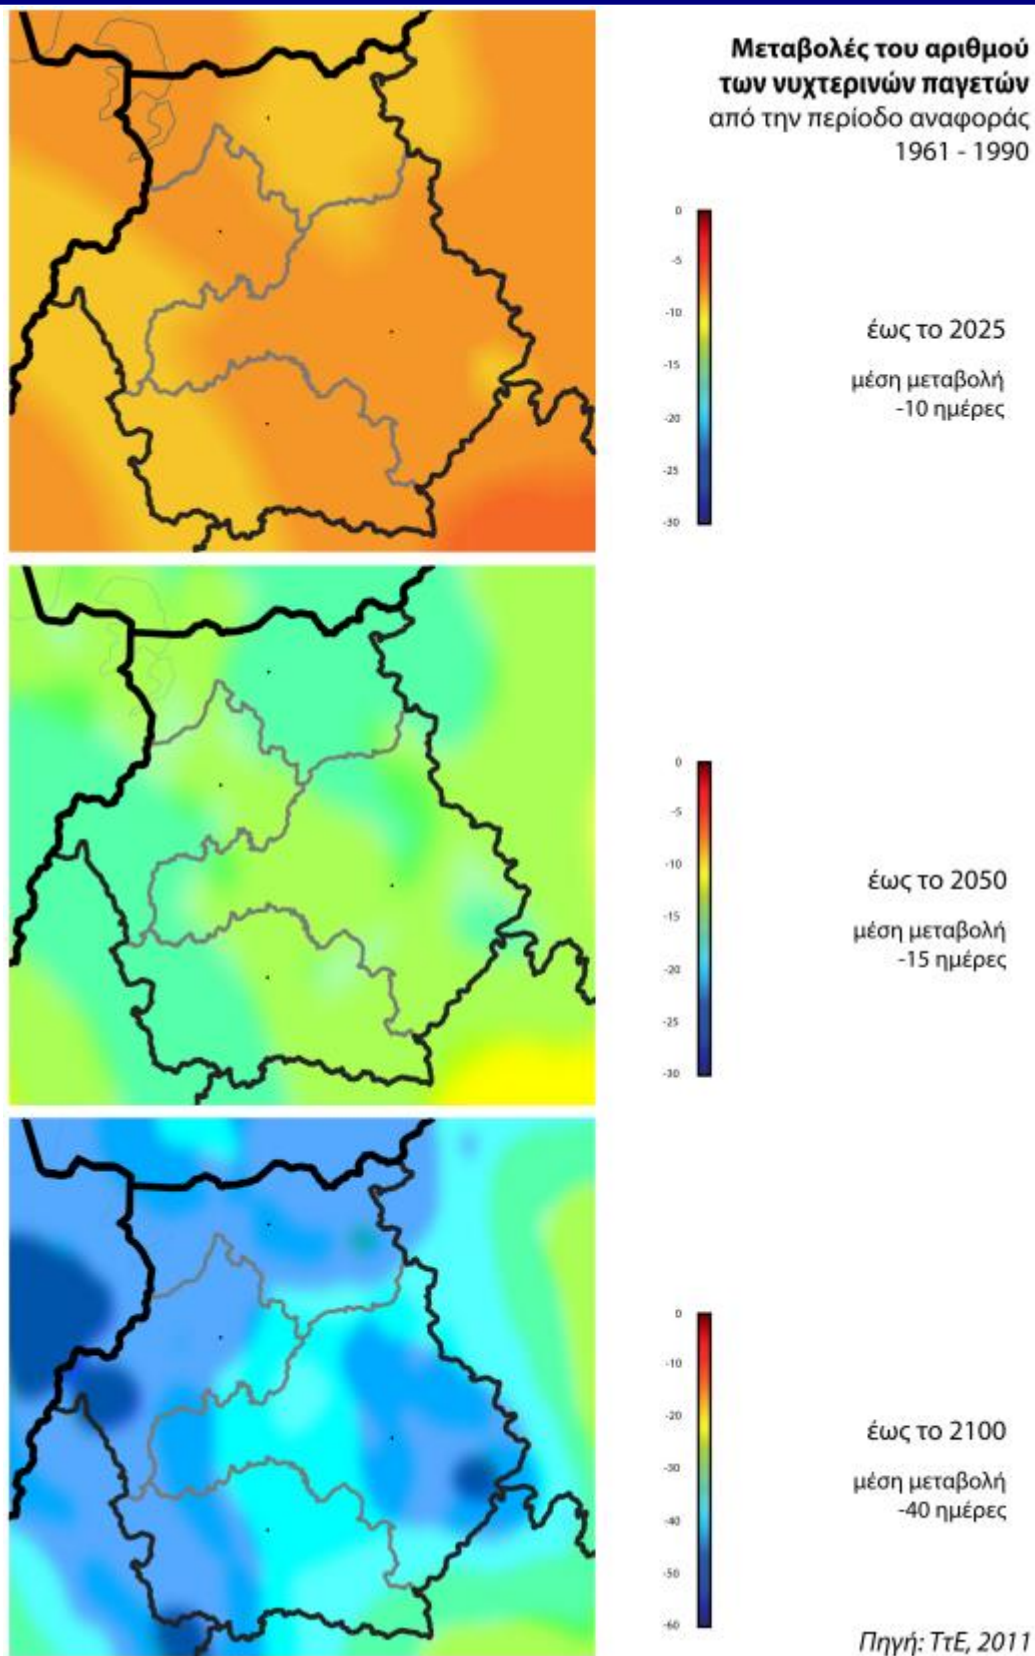 Μεταβολές του αριθμού
των νυχτερινών παγετών
από την περίοδο αναφοράς
1961 - 1990
0
-5
-10
-15
-20
-25
-30
έως το 2025
μέση μεταβολή
-10 ημέρες
0
-5
-10
-15
-20
-25
-30
έως το 2050
μέση μεταβολή
-15 ημέρες
0
-10
-20
-30
-40
-50
-60
έως το 2100
μέση μεταβολή
-40 ημέρες
Πηγή: ΤτΕ, 2011